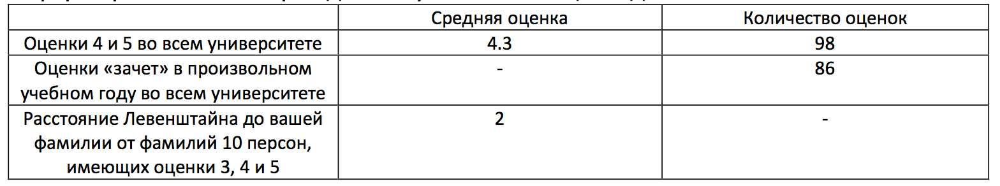 Средняя оценка Количество оценок
Оценки 4 и 5 во всем университете 4.3 98
Оценки «зачет» в произвольном - 86
учебном году во всем университете
Расстояние Левенштайна до вашей 2 -
фамилии от фамилий 10 персон,
имеющих оценки 3, 4 и 5